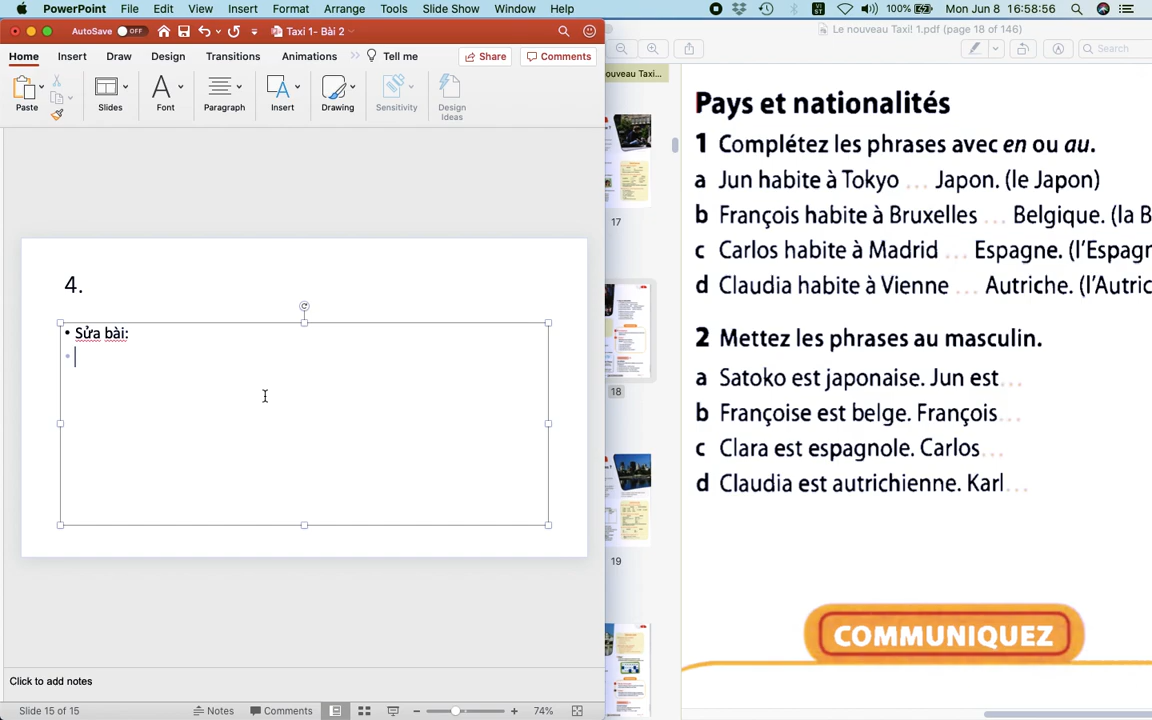 PowerPoint File Edit View Insert Format Arrange Tools Slide Show Window Help
VI ST 100% Mon Jun 8 16:58:56
AutoSave OFF Taxi 1- Bài 2
Le nouveau Taxi! 1.pdf (page 18 of 146)
Home Insert Draw Design Transitions Animations >> Tell me Share Comments
Search
Paste Slides Font Paragraph Insert Drawing Sensitivity Design Ideas
ouveau Taxi...
Pays et nationalités
1 Complétez les phrases avec en ou au.
a Jun habite à Tokyo ... Japon. (le Japon)
b François habite à Bruxelles ... Belgique. (la B
c Carlos habite à Madrid ... Espagne. (l'Espagn
d Claudia habite à Vienne ... Autriche. (l'Autric
2 Mettez les phrases au masculin.
a Satoko est japonaise. Jun est...
b Françoise est belge. François...
c Clara est espagnole. Carlos...
d Claudia est autrichienne. Karl...
COMMUNIQUEZ
17
18
19
4.
• Sửa bài:
•
Click to add notes
Slide 15 of 15 Notes Comments 74%